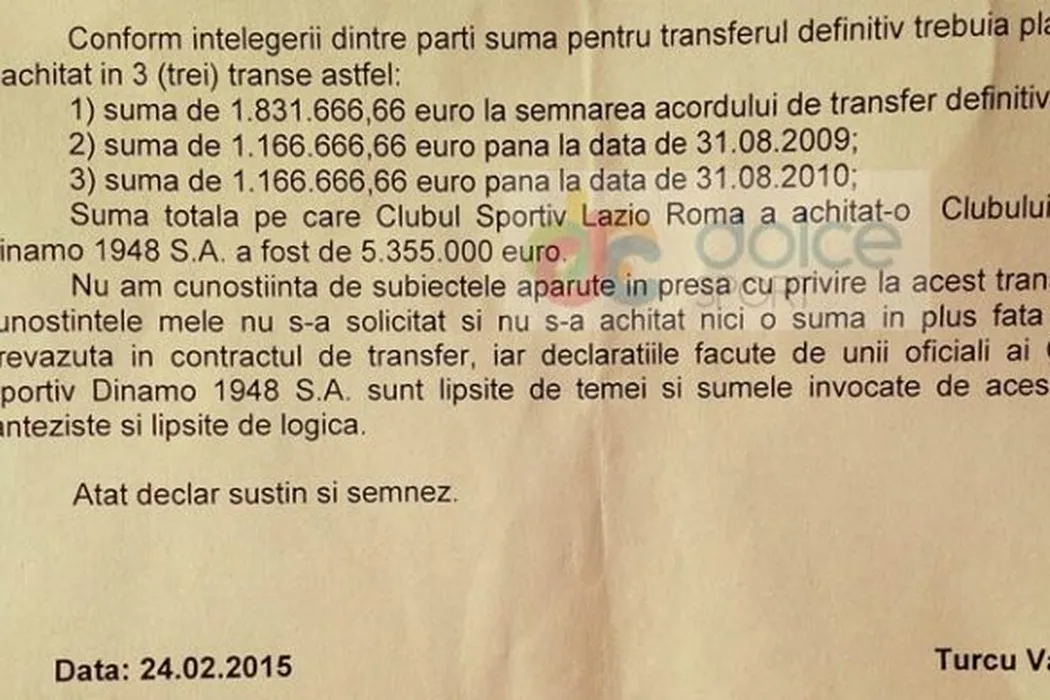 Conform intelegerii dintre parti suma pentru transferul definitiv trebuia pla
achitat in 3 (trei) transe astfel:
1) suma de 1.831.666,66 euro la semnarea acordului de transfer definitiv
2) suma de 1.166.666,66 euro pana la data de 31.08.2009;
3) suma de 1.166.666,66 euro pana la data de 31.08.2010;
Suma totala pe care Clubul Sportiv Lazio Roma a achitat-o Clubului
inamo 1948 S.A. a fost de 5.355.000 euro.
dolce
SPORT
Nu am cunostiinta de subiectele aparute in presa cu privire la acest tran
unostintele mele nu s-a solicitat si nu s-a achitat nici o suma in plus fata
revazuta in contractul de transfer, iar declaratiile facute de unii oficiali ai
portiv Dinamo 1948 S.A. sunt lipsite de temei si sumele invocate de aces
anteziste si lipsite de logica.
Atat declar sustin si semnez.
Data: 24.02.2015
Turcu Va